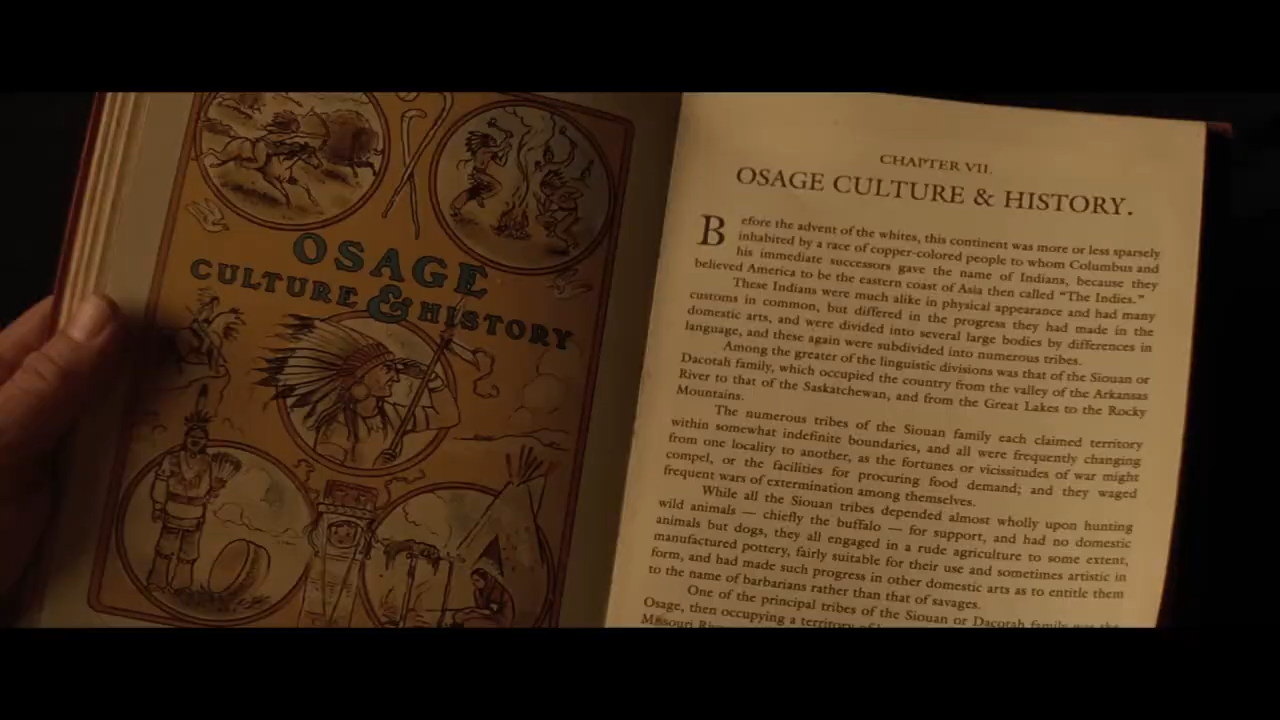 OSAGE
CULTURE & HISTORY
CHAPTER VII.
OSAGE CULTURE & HISTORY.
Before the advent of the whites, this continent was more or less sparsely
inhabited by a race of copper-colored people to whom Columbus and
his immediate successors gave the name of Indians, because they
believed America to be the eastern coast of Asia then called "The Indies."
These Indians were much alike in physical appearance and had many
customs in common, but differed in the progress they had made in the
domestic arts, and were divided into several large bodies by differences in
language, and these again were subdivided into numerous tribes.
Among the greater of the linguistic divisions was that of the Siouan or
Dacotah family, which occupied the country from the valley of the Arkansas
River to that of the Saskatchewan, and from the Great Lakes to the Rocky
Mountains.
The numerous tribes of the Siouan family each claimed territory
within somewhat indefinite boundaries, and all were frequently changing
from one locality to another, as the fortunes or vicissitudes of war might
compel, or the facilities for procuring food demand; and they waged
frequent wars of extermination among themselves.
While all the Siouan tribes depended almost wholly upon hunting
wild animals — chiefly the buffalo — for support, and had no domestic
animals but dogs, they all engaged in a rude agriculture to some extent,
manufactured pottery, fairly suitable for their use and sometimes artistic in
form, and had made such progress in other domestic arts as to entitle them
to the name of barbarians rather than that of savages.
One of the principal tribes of the Siouan or Dacotah family was the
Osage, then occupying a territory
Missouri